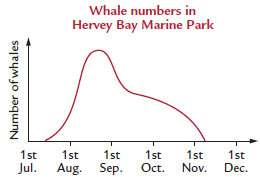 Whale numbers in
Hervey Bay Marine Park
Number of whales
1st 1st 1st 1st 1st 1st
Jul. Aug. Sep. Oct. Nov. Dec.